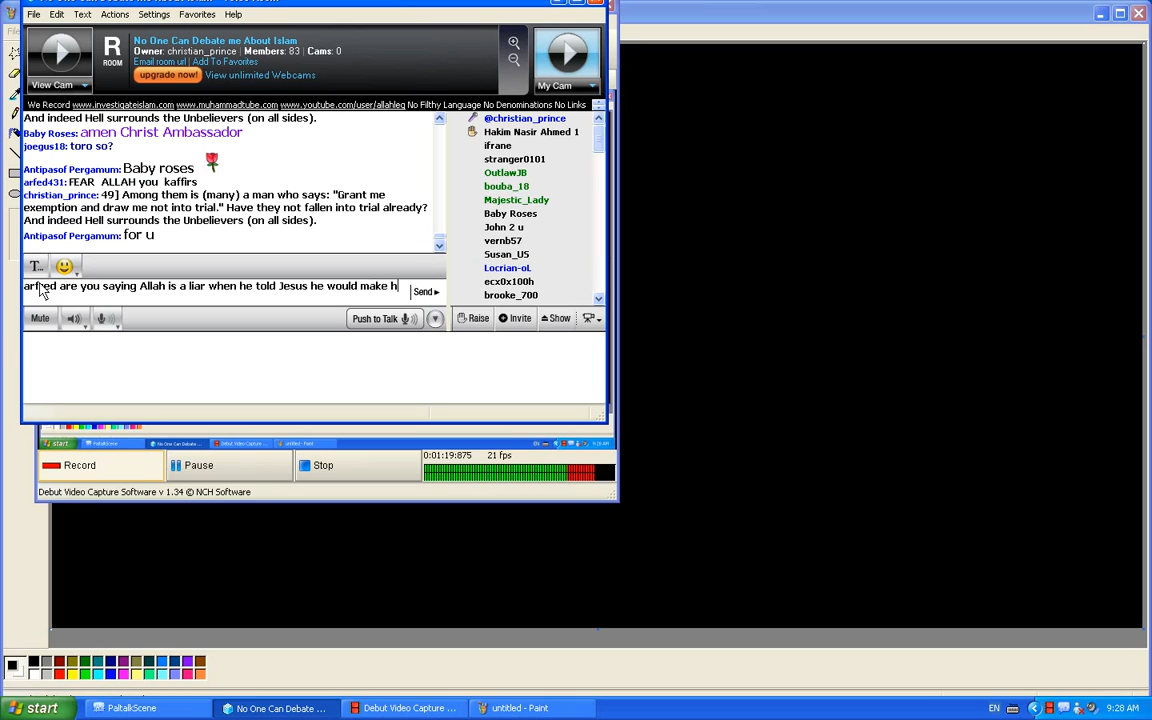 File Edit Text Actions Settings Favorites Help
No One Can Debate me About Islam
Owner: christian_prince | Members: 83 | Cams: 0
Email room url | Add To Favorites
upgrade now! View unlimited Webcams
R
ROOM
View Cam
My Cam
We Record www.investigateislam.com www.muhammadtube.com www.youtube.com/user/allahleg No Filthy Language No Denominations No Links
And indeed Hell surrounds the Unbelievers (on all sides).
Baby Roses: amen Christ Ambassador
joegus18: toro so?
Antipasof Pergamum: Baby roses
arfed431: FEAR ALLAH you kaffirs
christian_prince: 49] Among them is (many) a man who says: "Grant me
exemption and draw me not into trial." Have they not fallen into trial already?
And indeed Hell surrounds the Unbelievers (on all sides).
Antipasof Pergamum: for u
@christian_prince
Hakim Nasir Ahmed 1
ifrane
stranger0101
OutlawJB
bouba_18
Majestic_Lady
Baby Roses
John 2 u
vernb57
Susan_US
Locrian-oL
ecx0x100h
brooke_700
T...
arfred are you saying Allah is a liar when he told Jesus he would make h
Send
Mute
Push to Talk
Raise Invite Show
start
Record Pause Stop
0:01:19:875 21 fps
Debut Video Capture Software v 1.34 © NCH Software
start PaltalkScene No One Can Debate ... Debut Video Capture ... untitled - Paint EN 9:28 AM